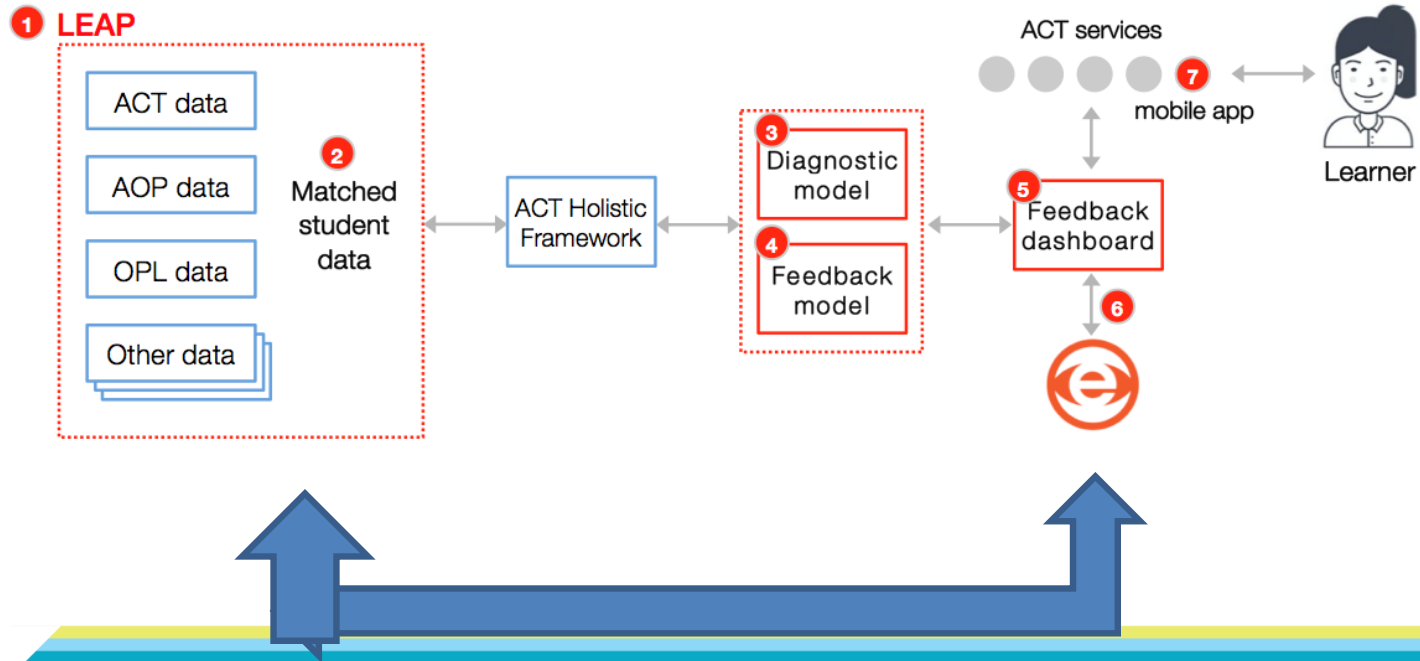 1 LEAP
ACT data
AOP data
OPL data
Other data
2
Matched
student
data
ACT Holistic
Framework
3
Diagnostic
model
4
Feedback
model
5
Feedback
dashboard
6
e
ACT services
7
mobile app
Learner